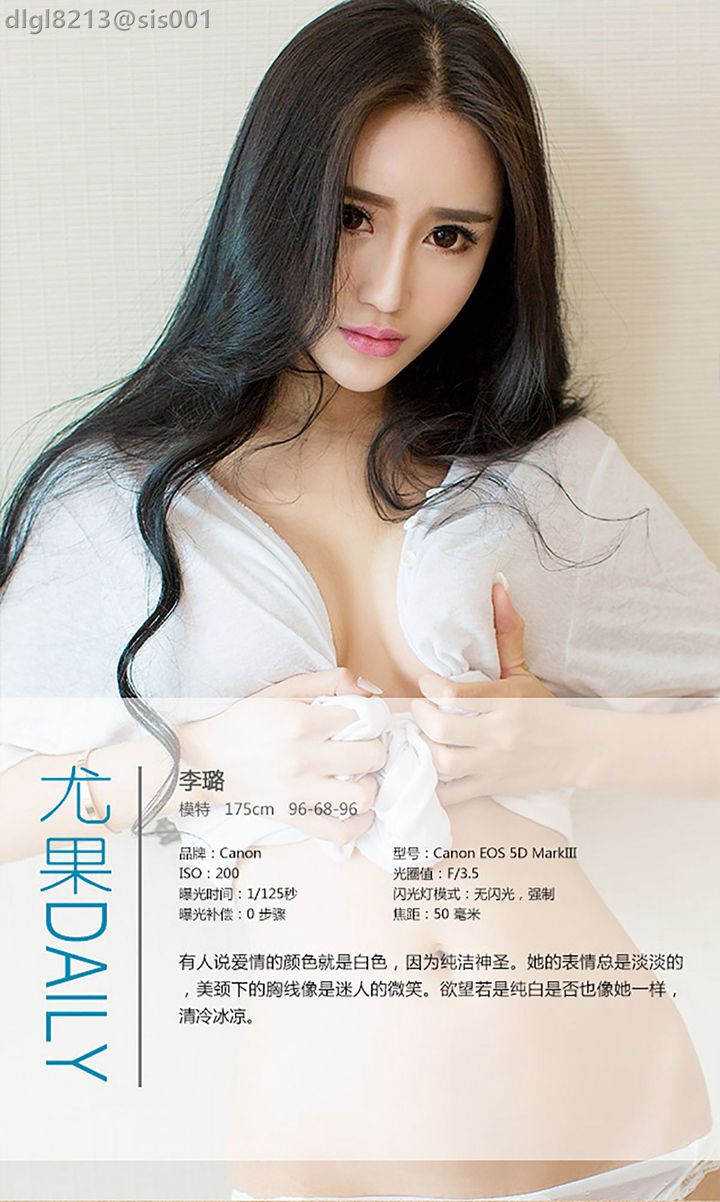 dlgl8213@sis001
尤果DAILY
李璐
模特 175cm 96-68-96
品牌：Canon 型号：Canon EOS 5D MarkIII
ISO：200 光圈值：F/3.5
曝光时间：1/125秒 闪光灯模式：无闪光，强制
曝光补偿：0 步骤 焦距：50 毫米
有人说爱情的颜色就是白色，因为纯洁神圣。她的表情总是淡淡的
，美颈下的胸线像是迷人的微笑。欲望若是纯白是否也像她一样，
清冷冰凉。